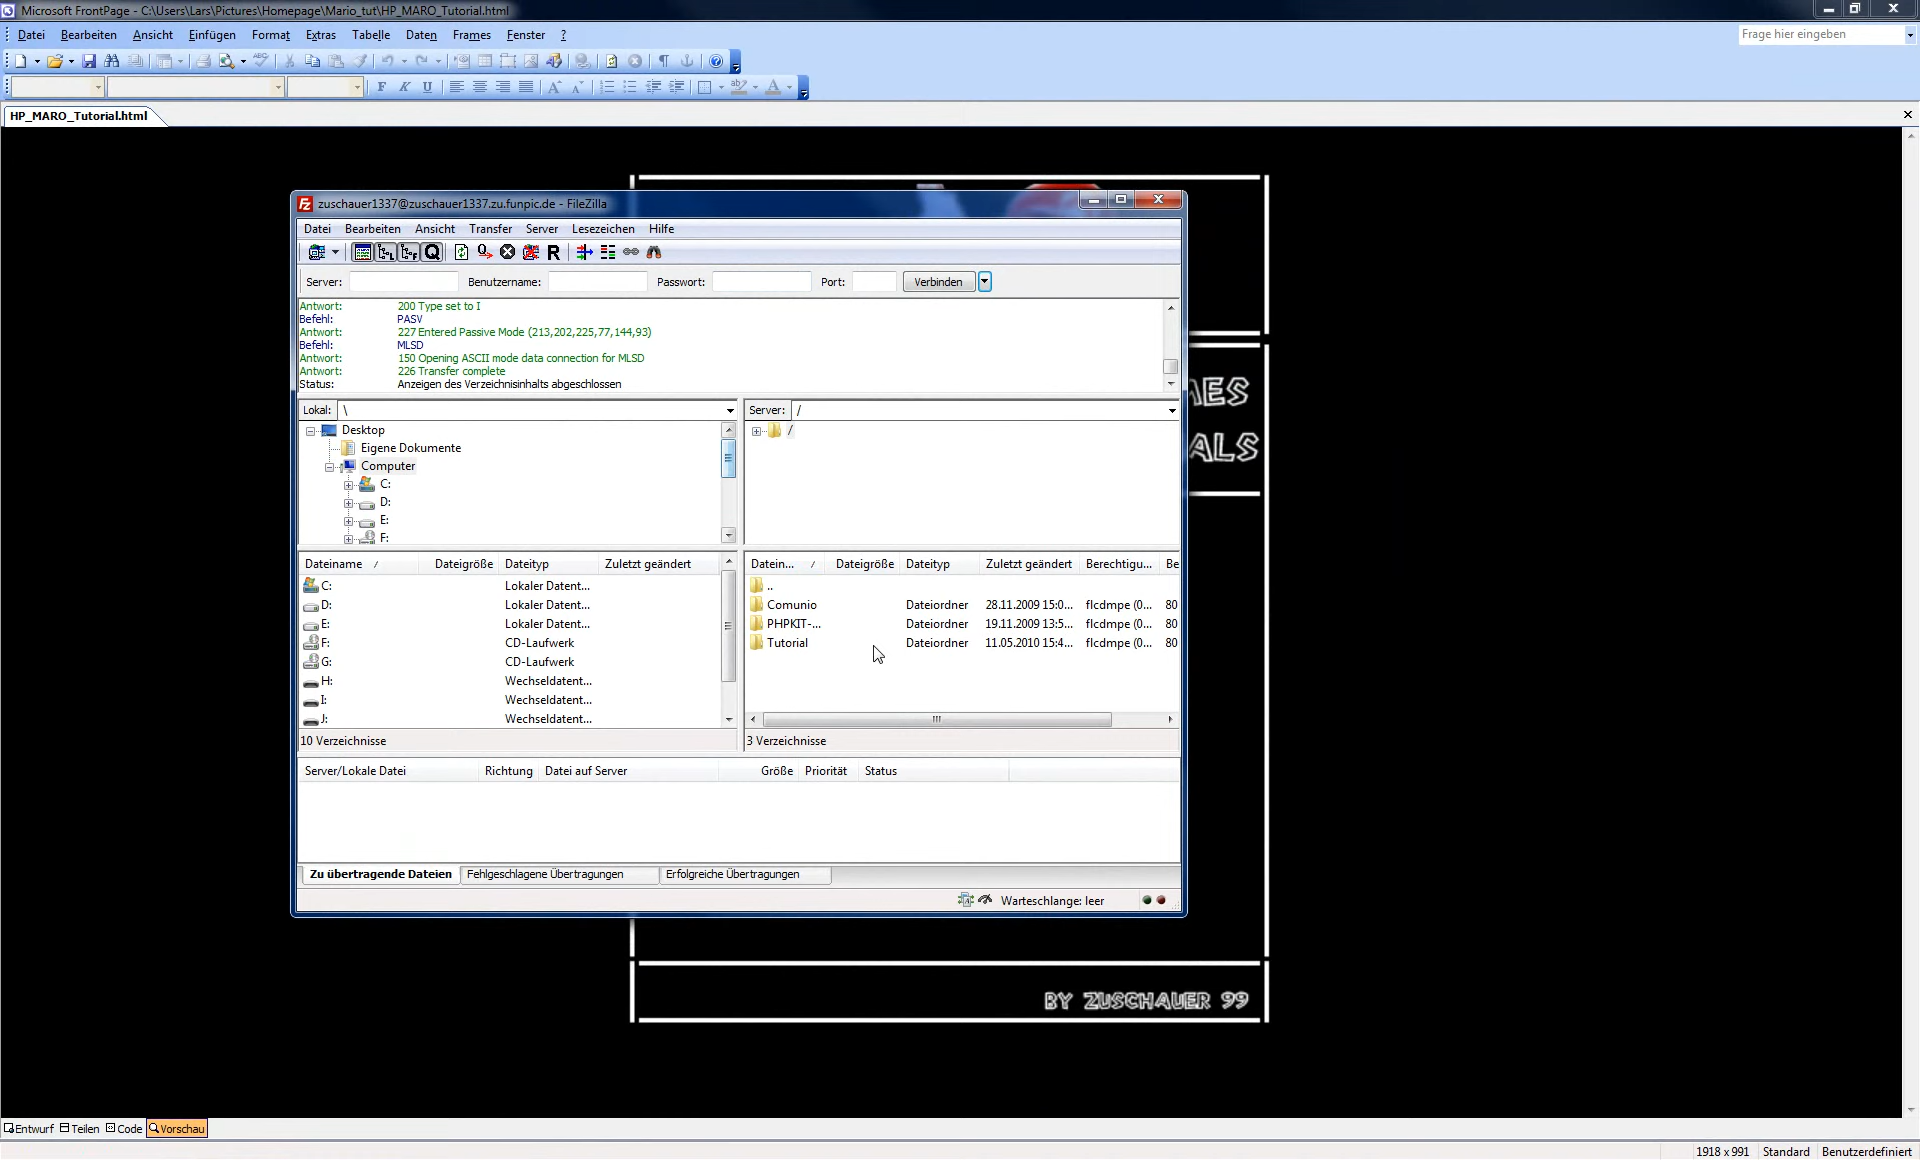 Microsoft FrontPage - C:\Users\Lars\Pictures\Homepage\Mario_tut\HP_MARO_Tutorial.html
Datei Bearbeiten Ansicht Einfügen Format Extras Tabelle Daten Frames Fenster ?
Frage hier eingeben
F K U
HP_MARO_Tutorial.html
zuschauer1337@zuschauer1337.zu.funpic.de - FileZilla
Datei Bearbeiten Ansicht Transfer Server Lesezeichen Hilfe
Server: Benutzername: Passwort: Port: Verbinden
Antwort: 200 Type set to I
Befehl: PASV
Antwort: 227 Entered Passive Mode (213,202,225,77,144,93)
Befehl: MLSD
Antwort: 150 Opening ASCII mode data connection for MLSD
Antwort: 226 Transfer complete
Status: Anzeigen des Verzeichnisinhalts abgeschlossen
Lokal: \
Desktop
Eigene Dokumente
Computer
C:
D:
E:
F:
Server: /
/
Dateiname Dateigröße Dateityp Zuletzt geändert
C: Lokaler Datent...
D: Lokaler Datent...
E: Lokaler Datent...
F: CD-Laufwerk
G: CD-Laufwerk
H: Wechseldatent...
I: Wechseldatent...
J: Wechseldatent...
10 Verzeichnisse
Datein... Dateigröße Dateityp Zuletzt geändert Berechtigu... Be
..
Comunio Dateiordner 28.11.2009 15:0... flcdmpe (0... 80
PHPKIT-... Dateiordner 19.11.2009 13:5... flcdmpe (0... 80
Tutorial Dateiordner 11.05.2010 15:4... flcdmpe (0... 80
3 Verzeichnisse
Server/Lokale Datei Richtung Datei auf Server Größe Priorität Status
Zu übertragende Dateien Fehlgeschlagene Übertragungen Erfolgreiche Übertragungen
Warteschlange: leer
MES
ALS
BY ZUSCHAUER 99
Entwurf Teilen Code Vorschau
1918 x 991 Standard Benutzerdefiniert